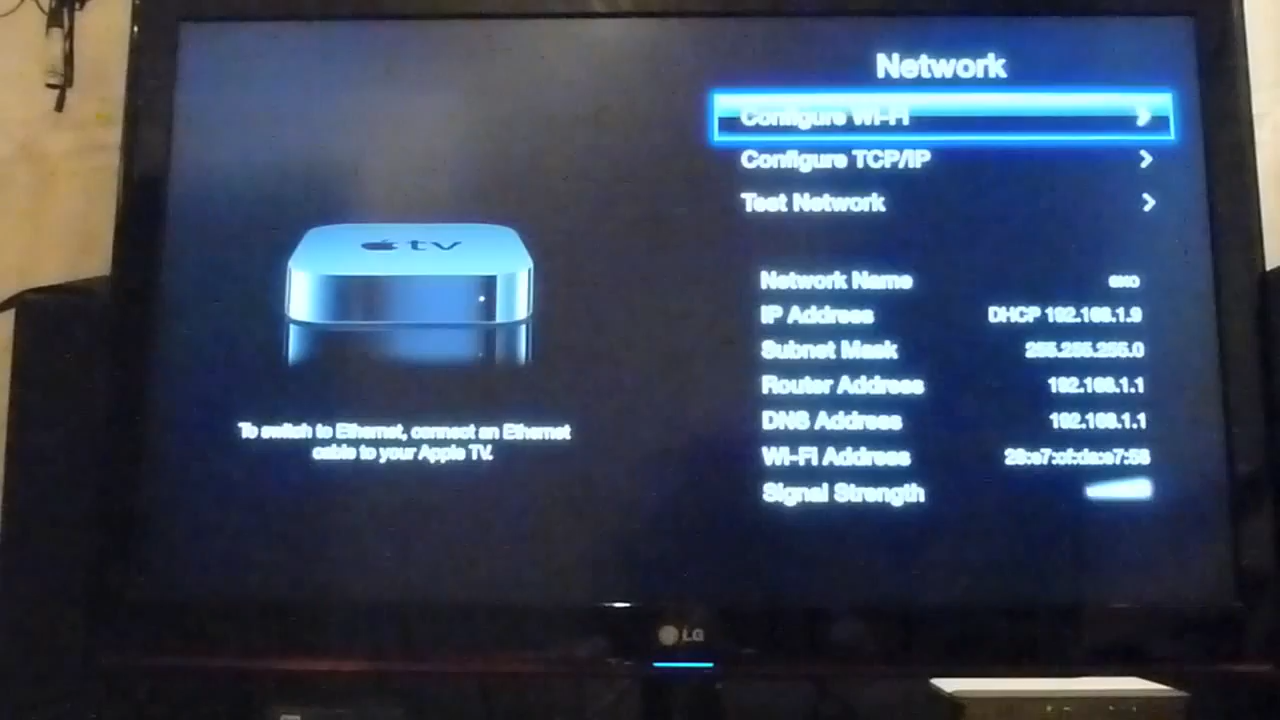 Network
Configure Wi-Fi
Configure TCP/IP
Test Network
tv
Network Name
IP Address DHCP 192.168.1.9
Subnet Mask 255.255.255.0
Router Address 192.168.1.1
DNS Address 192.168.1.1
Wi-Fi Address
Signal Strength
To switch to Ethernet, connect an Ethernet
cable to your Apple TV.
LG